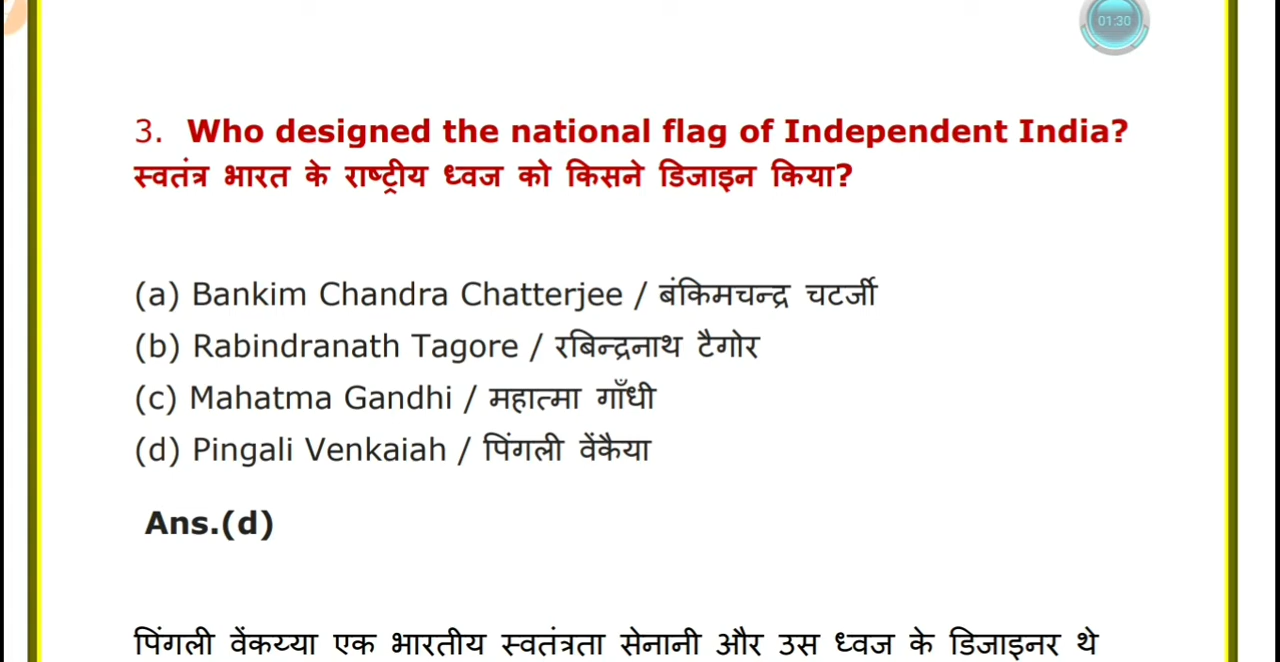 01:30
3. Who designed the national flag of Independent India?
स्वतंत्र भारत के राष्ट्रीय ध्वज को किसने डिजाइन किया?
(a) Bankim Chandra Chatterjee / बंकिमचन्द्र चटर्जी
(b) Rabindranath Tagore / रबिन्द्रनाथ टैगोर
(c) Mahatma Gandhi / महात्मा गाँधी
(d) Pingali Venkaiah / पिंगली वेंकैया
Ans.(d)
पिंगली वेंकय्या एक भारतीय स्वतंत्रता सेनानी और उस ध्वज के डिजाइनर थे